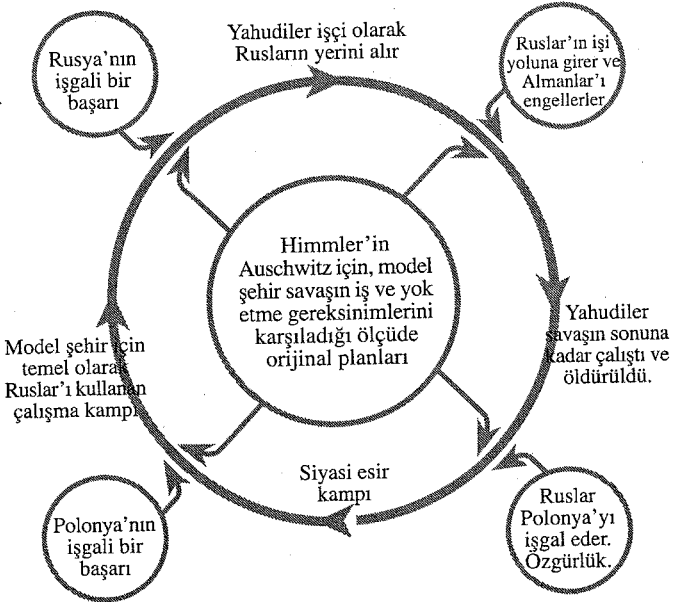 Yahudiler işçi olarak
Rusların yerini alır
Rusya’nın
işgali bir
başarı
Ruslar’ın işi
yoluna girer ve
Almanlar’ı
engellerler
Himmler’in
Auschwitz için, model
şehir savaşın iş ve yok
etme gereksinimlerini
karşıladığı ölçüde
orijinal planları
Yahudiler
savaşın sonuna
kadar çalıştı ve
öldürüldü.
Model şehir için
temel olarak
Ruslar’ı kullanan
çalışma kampı
Siyasi esir
kampı
Polonya’nın
işgali bir
başarı
Ruslar
Polonya’yı
işgal eder.
Özgürlük.